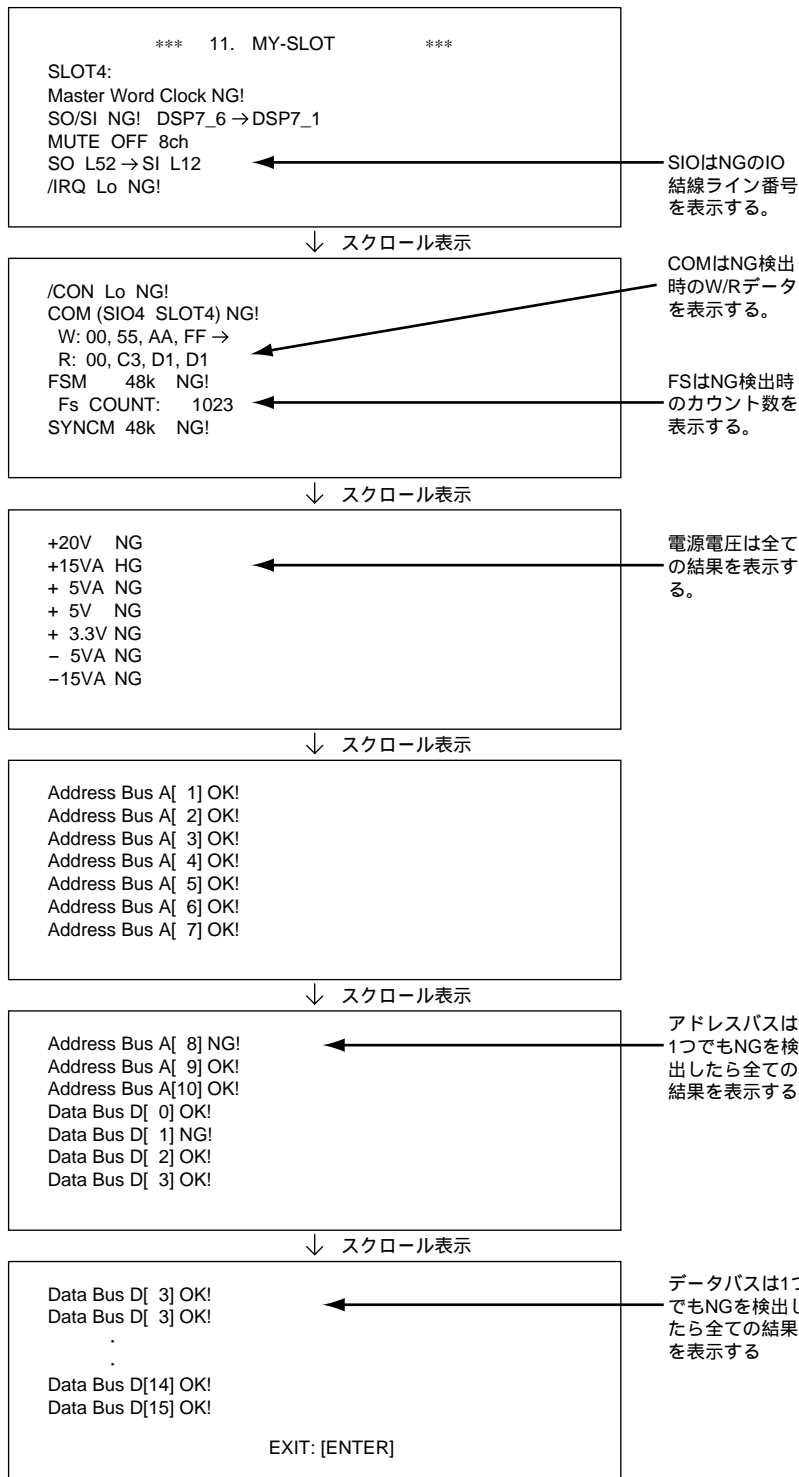 *** 11. MY-SLOT ***
SLOT4:
Master Word Clock NG!
SO/SI NG! DSP7_6 → DSP7_1
MUTE OFF 8ch
SO L52 → SI L12
/IRQ Lo NG!
SIOはNGのIO
結線ライン番号
を表示する。
↓ スクロール表示
/CON Lo NG!
COM (SIO4 SLOT4) NG!
W: 00, 55, AA, FF →
R: 00, C3, D1, D1
FSM 48k NG!
Fs COUNT: 1023
SYNCM 48k NG!
COMはNG検出
時のW/Rデータ
を表示する。
FSはNG検出時
のカウント数を
表示する。
↓ スクロール表示
+20V NG
+15VA HG
+ 5VA NG
+ 5V NG
+ 3.3V NG
− 5VA NG
−15VA NG
電源電圧は全て
の結果を表示す
る。
↓ スクロール表示
Address Bus A[ 1] OK!
Address Bus A[ 2] OK!
Address Bus A[ 3] OK!
Address Bus A[ 4] OK!
Address Bus A[ 5] OK!
Address Bus A[ 6] OK!
Address Bus A[ 7] OK!
↓ スクロール表示
Address Bus A[ 8] NG!
Address Bus A[ 9] OK!
Address Bus A[10] OK!
Data Bus D[ 0] OK!
Data Bus D[ 1] NG!
Data Bus D[ 2] OK!
Data Bus D[ 3] OK!
アドレスバスは
1つでもNGを検
出したら全ての
結果を表示する
↓ スクロール表示
Data Bus D[ 3] OK!
Data Bus D[ 3] OK!
.
.
Data Bus D[14] OK!
Data Bus D[15] OK!
EXIT: [ENTER]
データバスは1つ
でもNGを検出し
たら全ての結果
を表示する